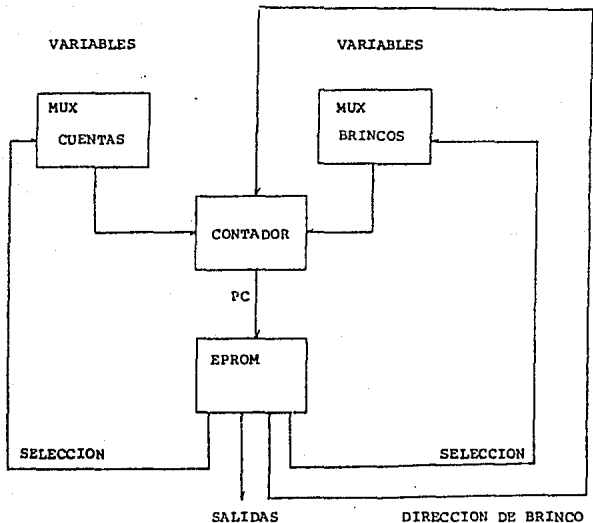 VARIABLES
VARIABLES
MUX
CUENTAS
MUX
BRINCOS
CONTADOR
PC
EPROM
SELECCION
SELECCION
SALIDAS
DIRECCION DE BRINCO